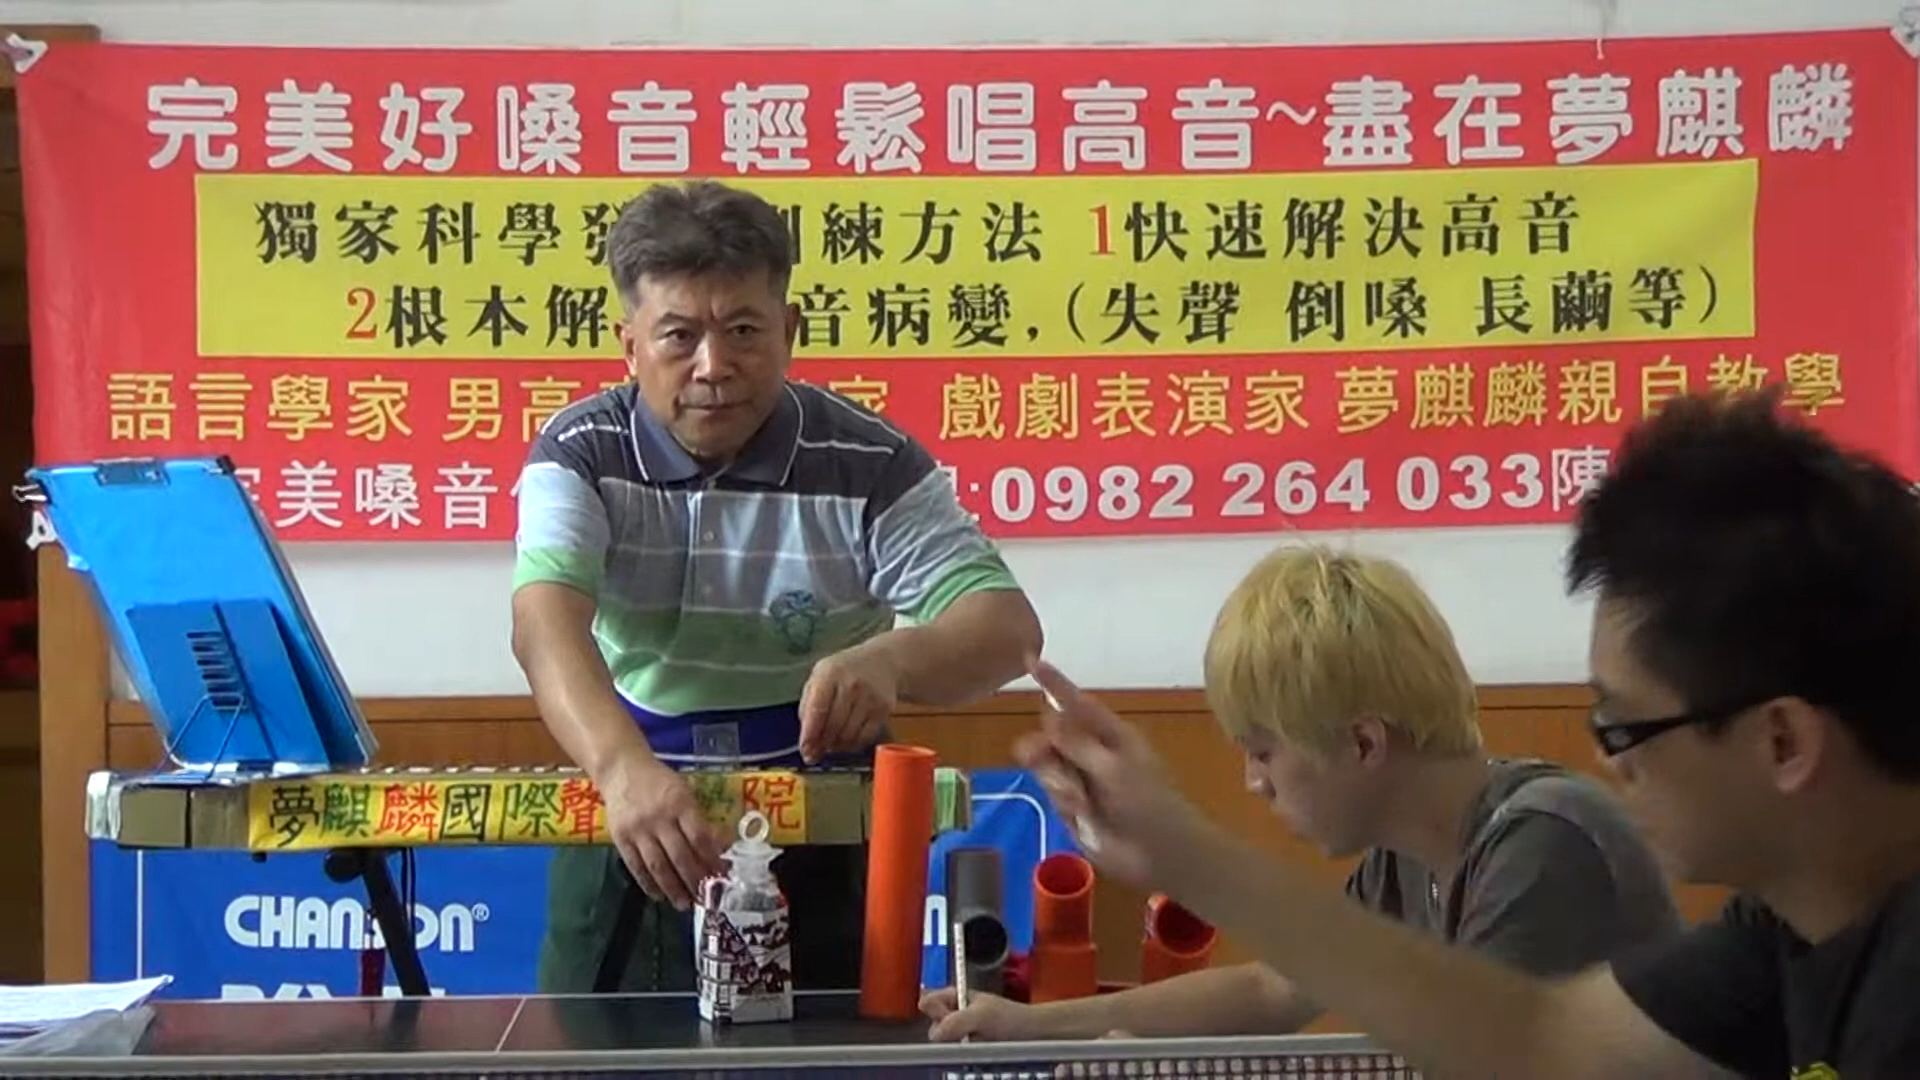 完美好嗓音輕鬆唱高音~盡在夢麒麟
獨家科學發 訓練方法 1快速解決高音
2根本解 音病變,(失聲 倒嗓 長繭等)
語言學家 男高 家 戲劇表演家 夢麒麟親自教學
完美嗓音 :0982 264 033陳
夢麒麟國際聲 學院
CHANSON®